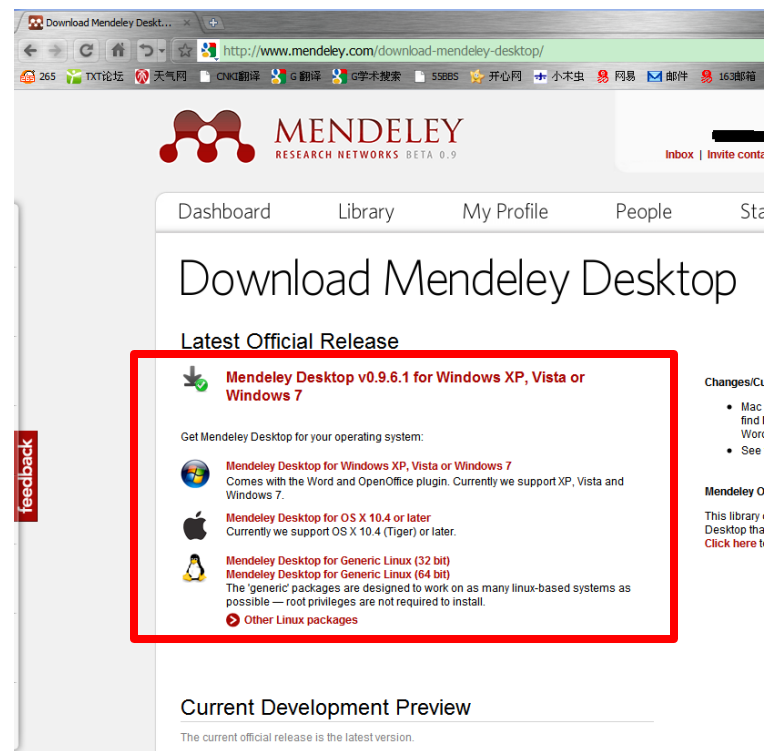 Download Mendeley Deskt...
http://www.mendeley.com/download-mendeley-desktop/
265 TXT论坛 天气网 CNKI翻译 G 翻译 G学术搜索 55BBS 开心网 小木虫 网易 邮件 163邮箱
MENDELEY
RESEARCH NETWORKS BETA 0.9
Inbox | Invite conta
Dashboard Library My Profile People Sta
Download Mendeley Desktop
Latest Official Release
Mendeley Desktop v0.9.6.1 for Windows XP, Vista or
Windows 7
Get Mendeley Desktop for your operating system:
Mendeley Desktop for Windows XP, Vista or Windows 7
Comes with the Word and OpenOffice plugin. Currently we support XP, Vista and
Windows 7.
Mendeley Desktop for OS X 10.4 or later
Currently we support OS X 10.4 (Tiger) or later.
Mendeley Desktop for Generic Linux (32 bit)
Mendeley Desktop for Generic Linux (64 bit)
The 'generic' packages are designed to work on as many linux-based systems as
possible — root privileges are not required to install.
Other Linux packages
Changes/Cu
Mac
find
Word
See
Mendeley O
This library
Desktop tha
Click here t
feedback
Current Development Preview
The current official release is the latest version.